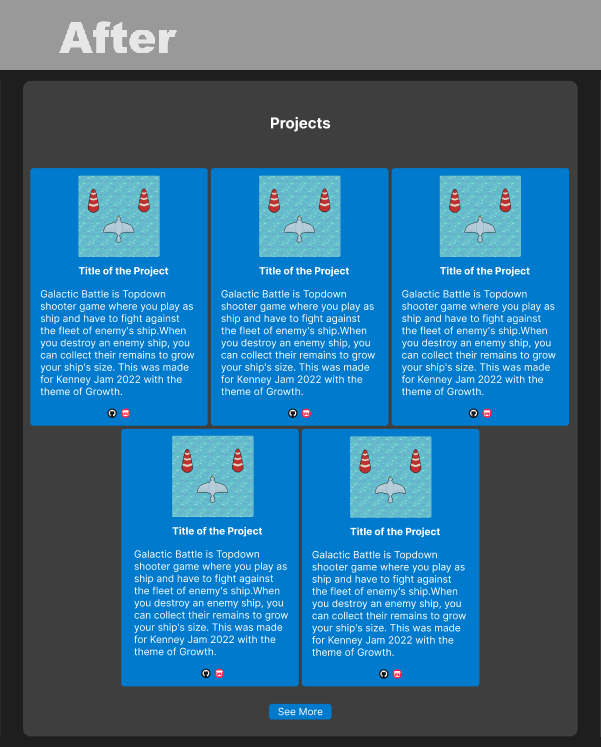 After
Projects
Title of the Project
Galactic Battle is Topdown
shooter game where you play as
ship and have to fight against
the fleet of enemy's ship.When
you destroy an enemy ship, you
can collect their remains to grow
your ship's size. This was made
for Kenney Jam 2022 with the
theme of Growth.
Title of the Project
Galactic Battle is Topdown
shooter game where you play as
ship and have to fight against
the fleet of enemy's ship.When
you destroy an enemy ship, you
can collect their remains to grow
your ship's size. This was made
for Kenney Jam 2022 with the
theme of Growth.
Title of the Project
Galactic Battle is Topdown
shooter game where you play as
ship and have to fight against
the fleet of enemy's ship.When
you destroy an enemy ship, you
can collect their remains to grow
your ship's size. This was made
for Kenney Jam 2022 with the
theme of Growth.
Title of the Project
Galactic Battle is Topdown
shooter game where you play as
ship and have to fight against
the fleet of enemy's ship.When
you destroy an enemy ship, you
can collect their remains to grow
your ship's size. This was made
for Kenney Jam 2022 with the
theme of Growth.
Title of the Project
Galactic Battle is Topdown
shooter game where you play as
ship and have to fight against
the fleet of enemy's ship.When
you destroy an enemy ship, you
can collect their remains to grow
your ship's size. This was made
for Kenney Jam 2022 with the
theme of Growth.
See More